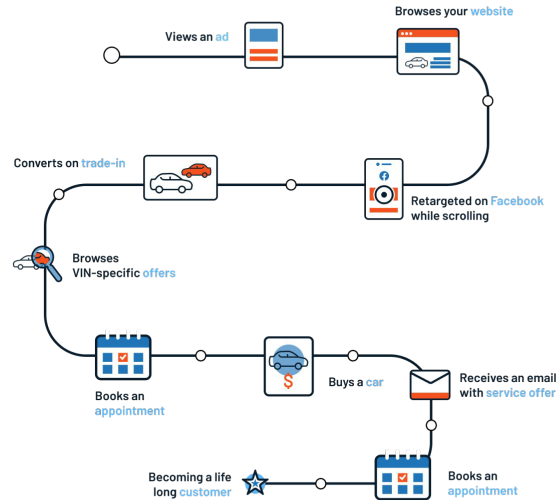 Views an ad
Browses your website
Retargeted on Facebook
while scrolling
Converts on trade-in
Browses
VIN-specific offers
Books an
appointment
Buys a car
Receives an email
with service offer
Books an
appointment
Becoming a life
long customer